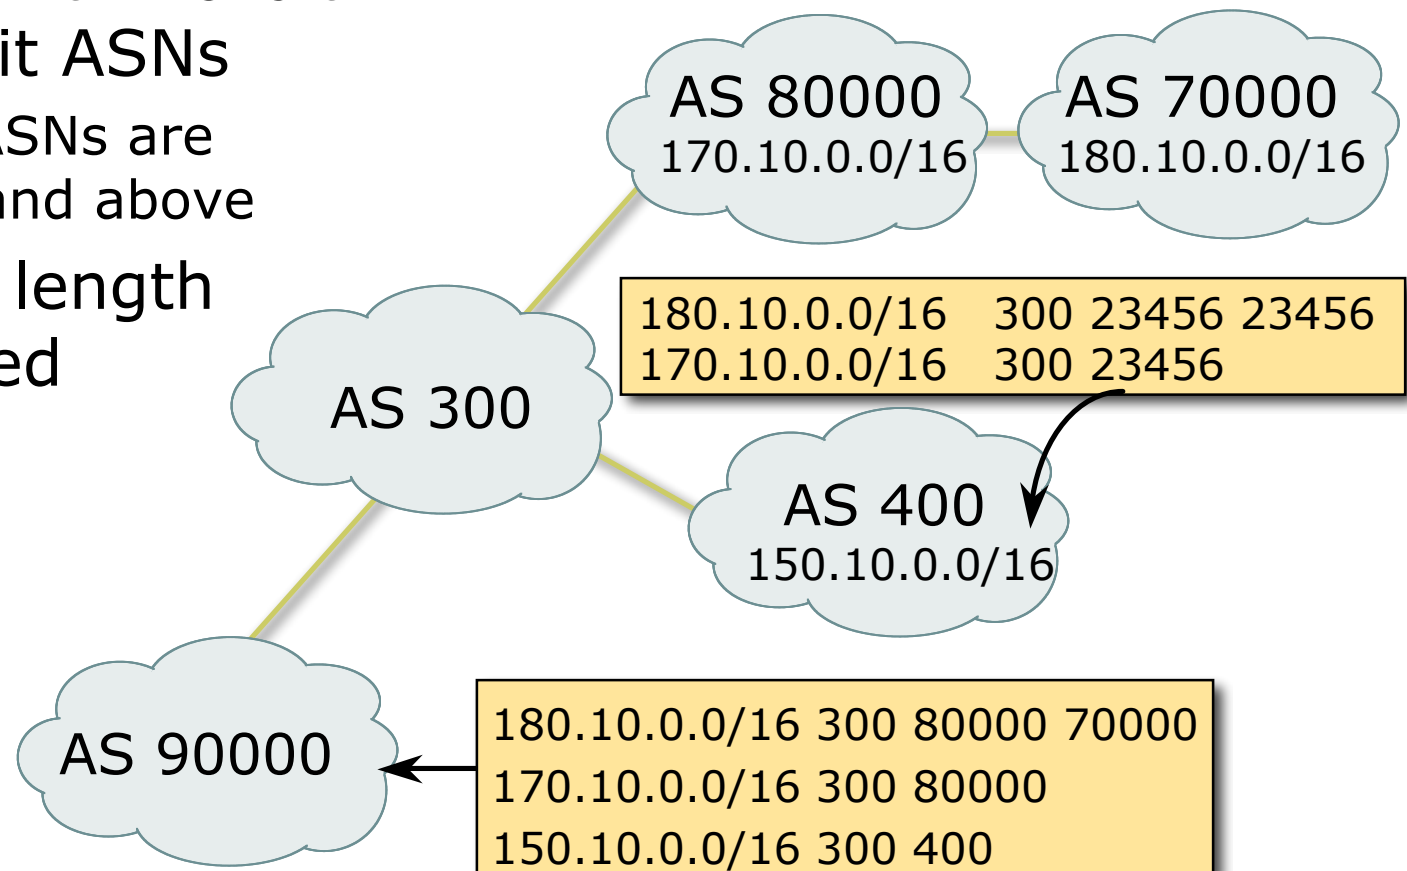 it ASNs
ASNs are
and above
length
ed
AS 80000
170.10.0.0/16
AS 70000
180.10.0.0/16
180.10.0.0/16 300 23456 23456
170.10.0.0/16 300 23456
AS 300
AS 400
150.10.0.0/16
AS 90000
180.10.0.0/16 300 80000 70000
170.10.0.0/16 300 80000
150.10.0.0/16 300 400